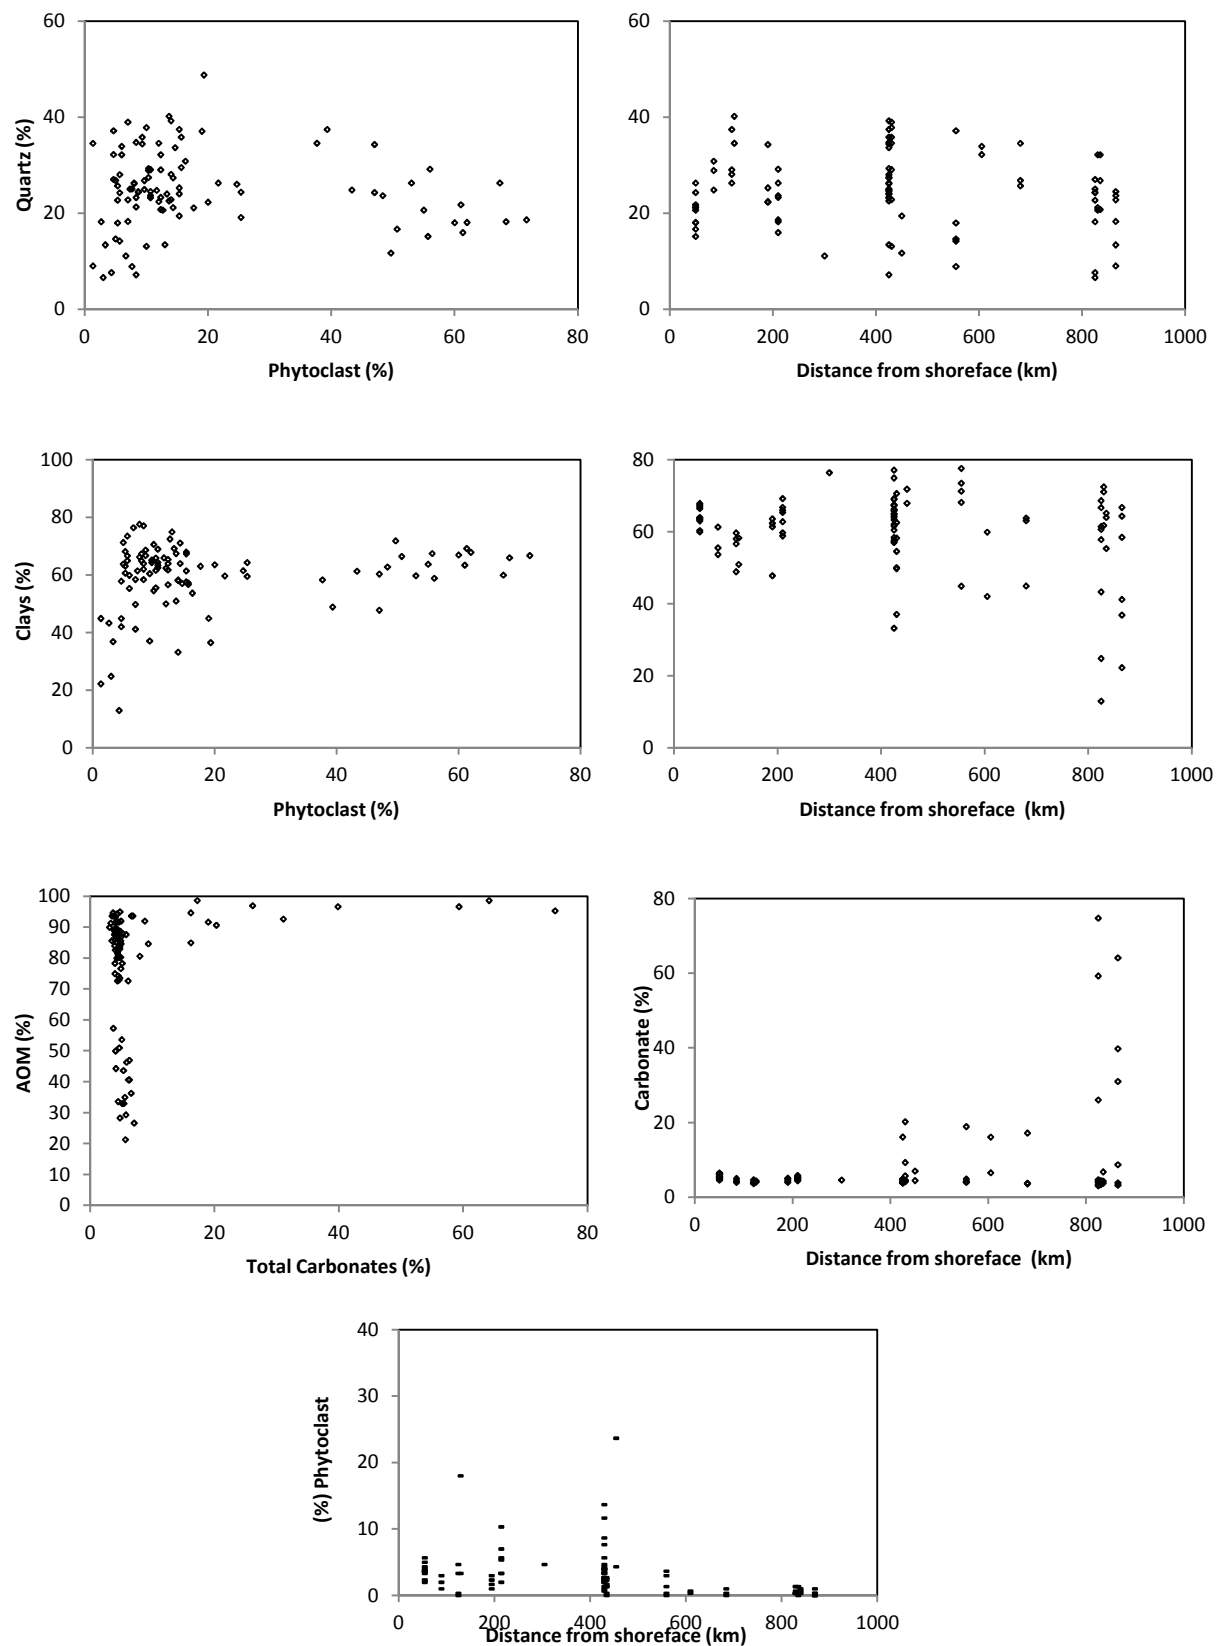 60
40
20
0
Quartz (%)
0 20 40 60 80
Phytoclast (%)
60
40
20
0
0 200 400 600 800 1000
Distance from shoreface (km)
100
80
60
40
20
0
Clays (%)
0 20 40 60 80
Phytoclast (%)
80
60
40
20
0
0 200 400 600 800 1000
Distance from shoreface (km)
100
90
80
70
60
50
40
30
20
10
0
AOM (%)
0 20 40 60 80
Total Carbonates (%)
80
60
40
20
0
Carbonate (%)
0 200 400 600 800 1000
Distance from shoreface (km)
40
30
20
10
0
(%) Phytoclast
0 200 400 600 800 1000
Distance from shoreface (km)